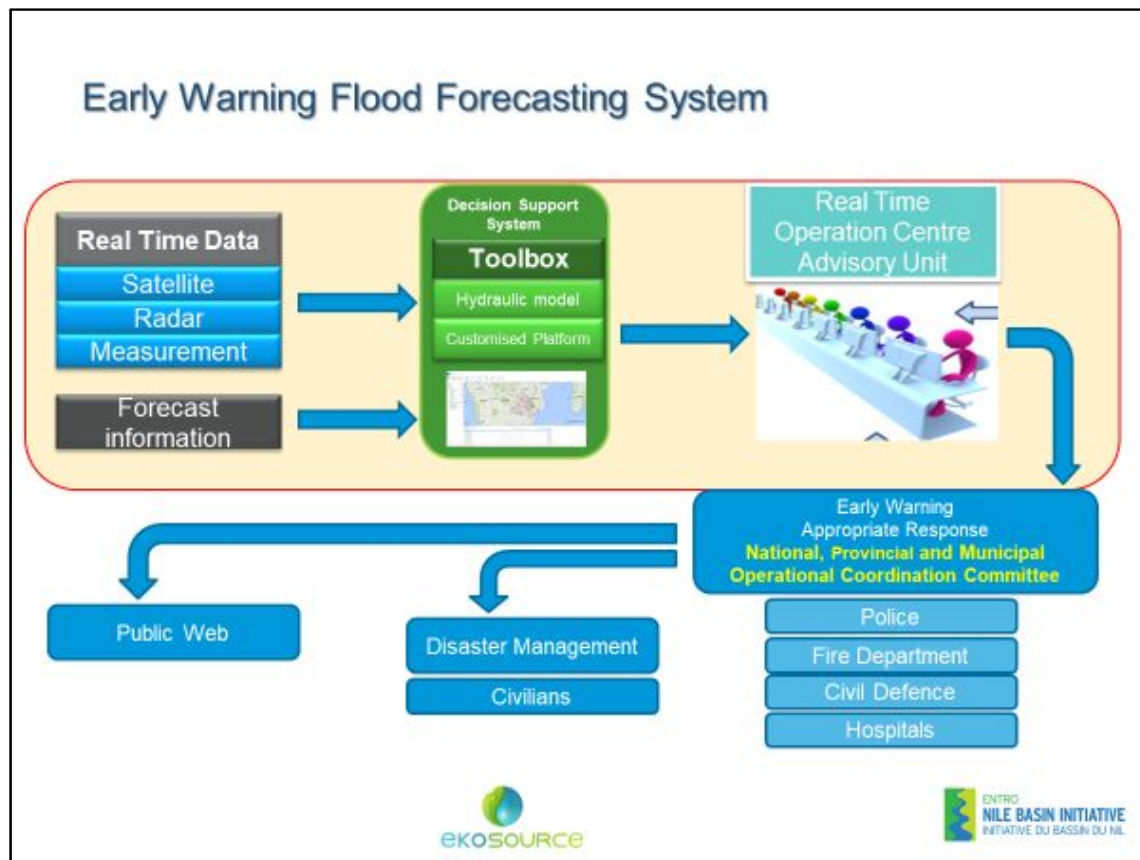 Early Warning Flood Forecasting System
Real Time Data
Satellite
Radar
Measurement
Forecast
information
Decision Support
System
Toolbox
Hydraulic model
Customised Platform
Real Time
Operation Centre
Advisory Unit
Early Warning
Appropriate Response
National, Provincial and Municipal
Operational Coordination Committee
Police
Fire Department
Civil Defence
Hospitals
Disaster Management
Civilians
Public Web
ekosource
ENTRO
NILE BASIN INITIATIVE
INITIATIVE DU BASSIN DU NIL